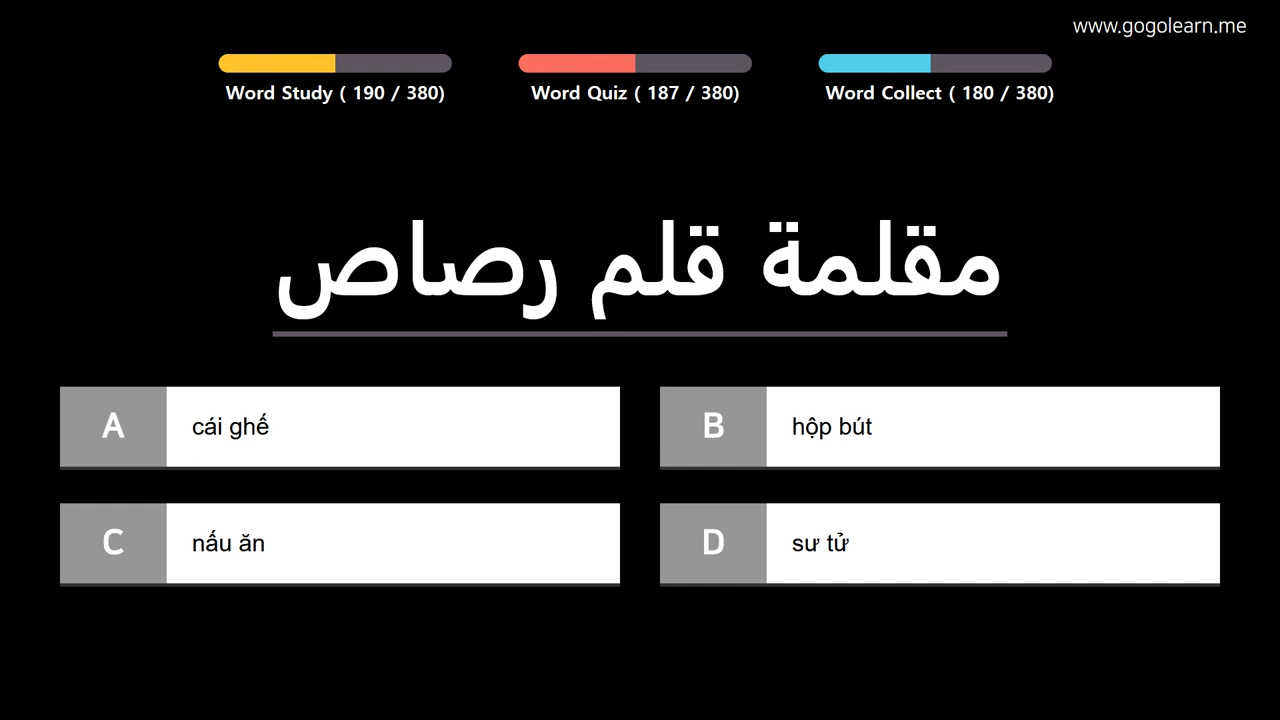 www.gogolearn.me
Word Study ( 190 / 380)
Word Quiz ( 187 / 380)
Word Collect ( 180 / 380)
مقلمة قلم رصاص
A cái ghế
B hộp bút
C nấu ăn
D sư tử